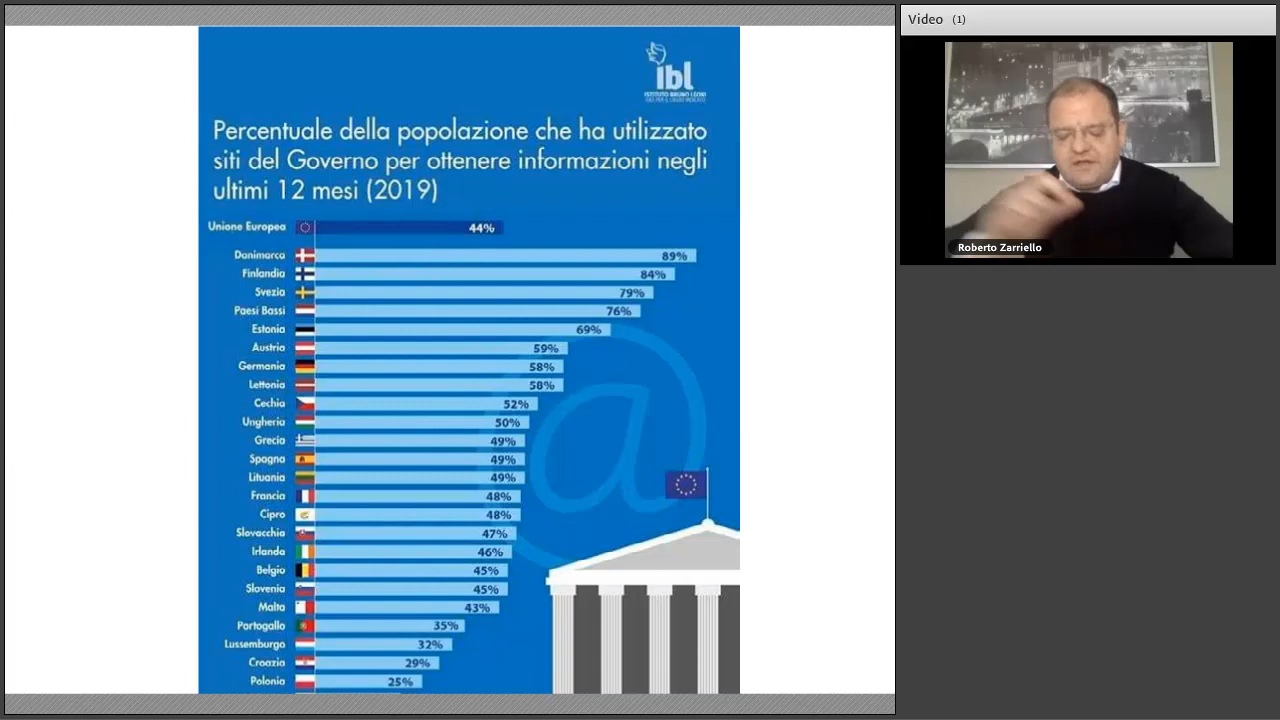 Video (1)
ibl
ISTITUTO BRUNO LEONI
Percentuale della popolazione che ha utilizzato
siti del Governo per ottenere informazioni negli
ultimi 12 mesi (2019)
Unione Europea 44%
Danimarca 89%
Finlandia 84%
Svezia 79%
Paesi Bassi 76%
Estonia 69%
Austria 59%
Germania 58%
Lettonia 58%
Cechia 52%
Ungheria 50%
Grecia 49%
Spagna 49%
Lituania 49%
Francia 48%
Cipro 48%
Slovacchia 47%
Irlanda 46%
Belgio 45%
Slovenia 45%
Malta 43%
Portogallo 35%
Lussemburgo 32%
Croazia 29%
Polonia 25%
@
Roberto Zarriello